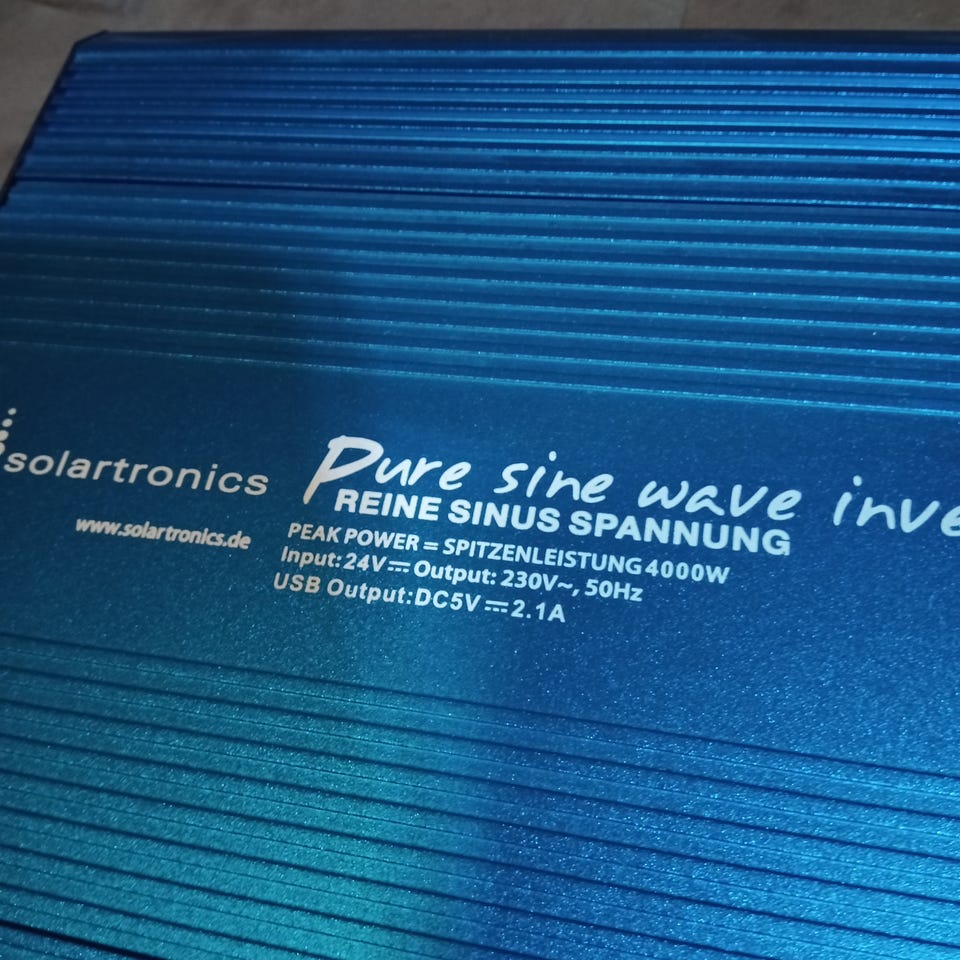 solartronics
www.solartronics.de
Pure sine wave inve
REINE SINUS SPANNUNG
PEAK POWER = SPITZENLEISTUNG 4000W
Input: 24V⎓ Output: 230V~, 50Hz
USB Output:DC5V⎓2.1A